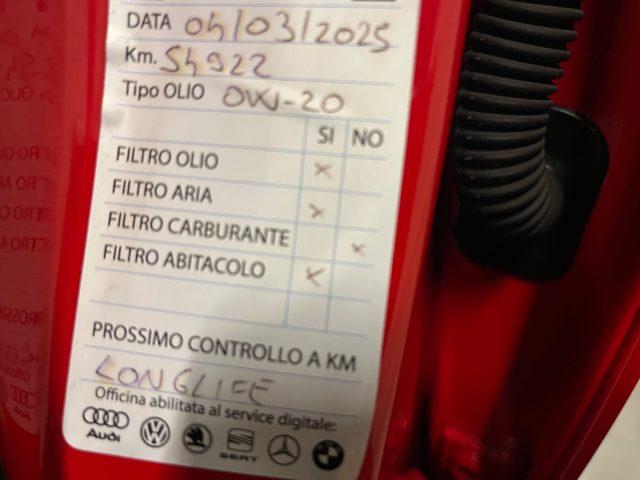 DATA 04/03/2025
Km. 54922
Tipo OLIO OW-20
SI NO
FILTRO OLIO x
FILTRO ARIA x
FILTRO CARBURANTE x
FILTRO ABITACOLO x
PROSSIMO CONTROLLO A KM
LONGLIFE
Officina abilitata al service digitale:
Audi SEAT